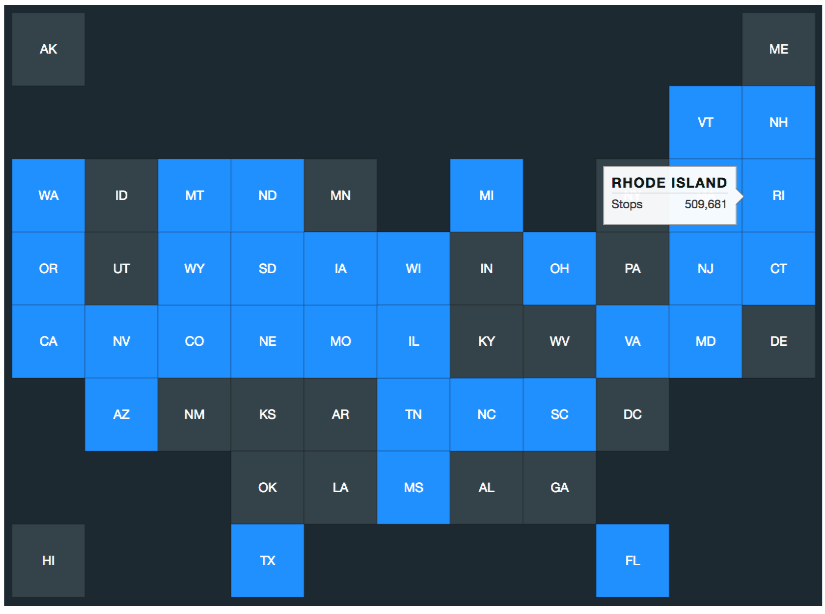 AK
ME
VT
NH
WA
ID
MT
ND
MN
MI
RHODE ISLAND
Stops 509,681
RI
OR
UT
WY
SD
IA
WI
IN
OH
PA
NJ
CT
CA
NV
CO
NE
MO
IL
KY
WV
VA
MD
DE
AZ
NM
KS
AR
TN
NC
SC
DC
OK
LA
MS
AL
GA
HI
TX
FL